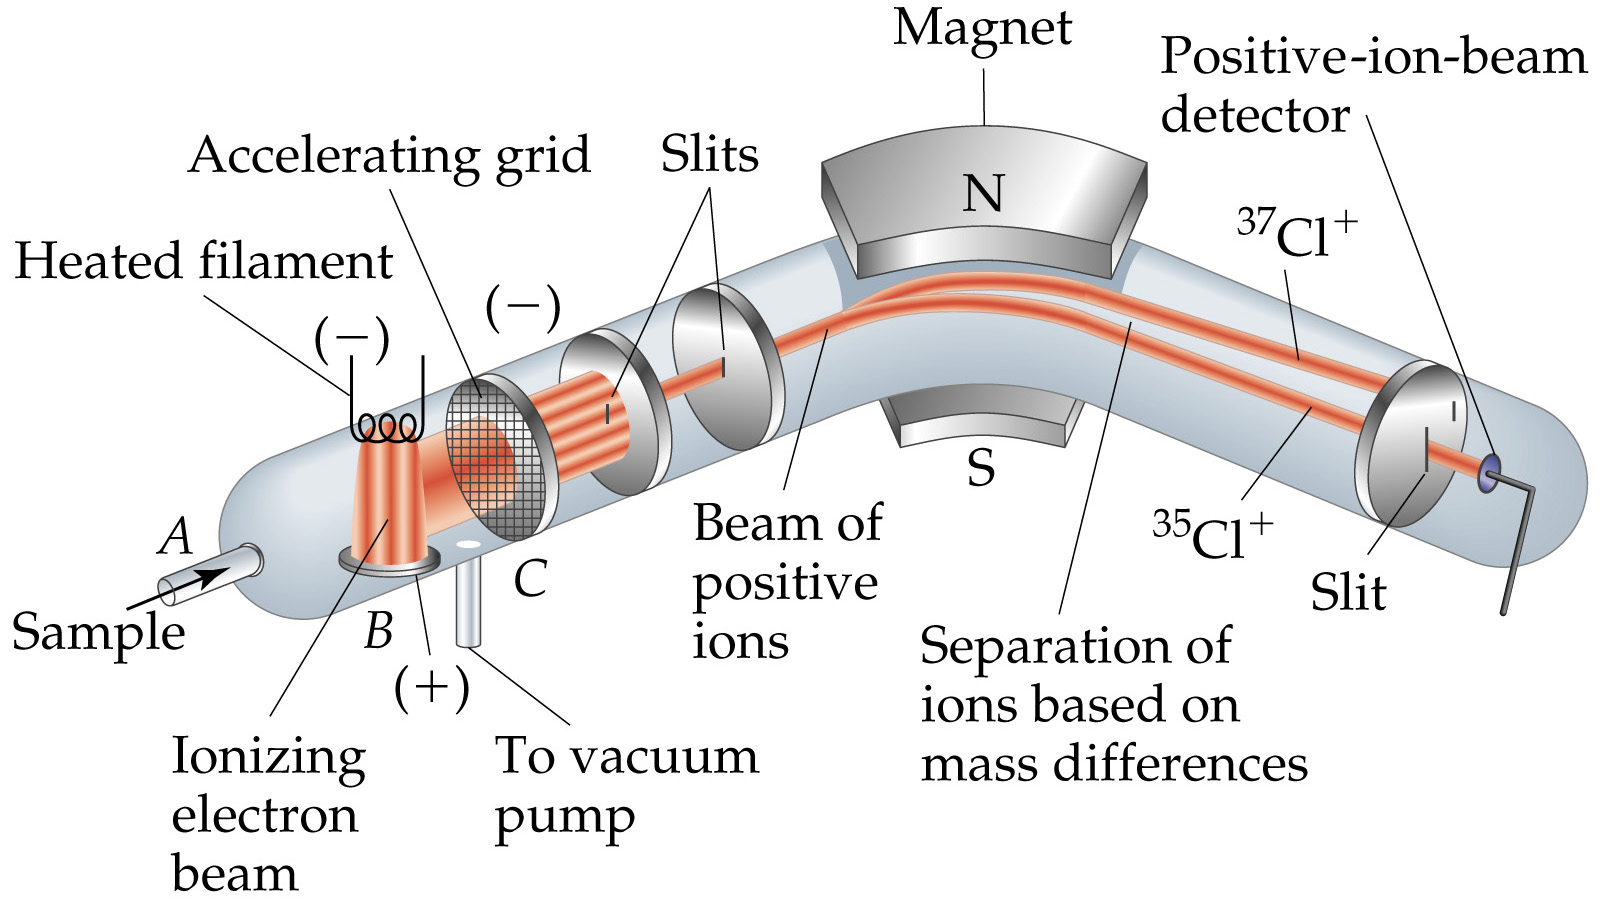 Magnet
Positive-ion-beam
detector
Accelerating grid
Slits
N
³⁷Cl⁺
Heated filament
(−)
(−)
S
A
Sample
B
C
(+)
Beam of
positive
ions
³⁵Cl⁺
Slit
Separation of
ions based on
mass differences
Ionizing
electron
beam
To vacuum
pump